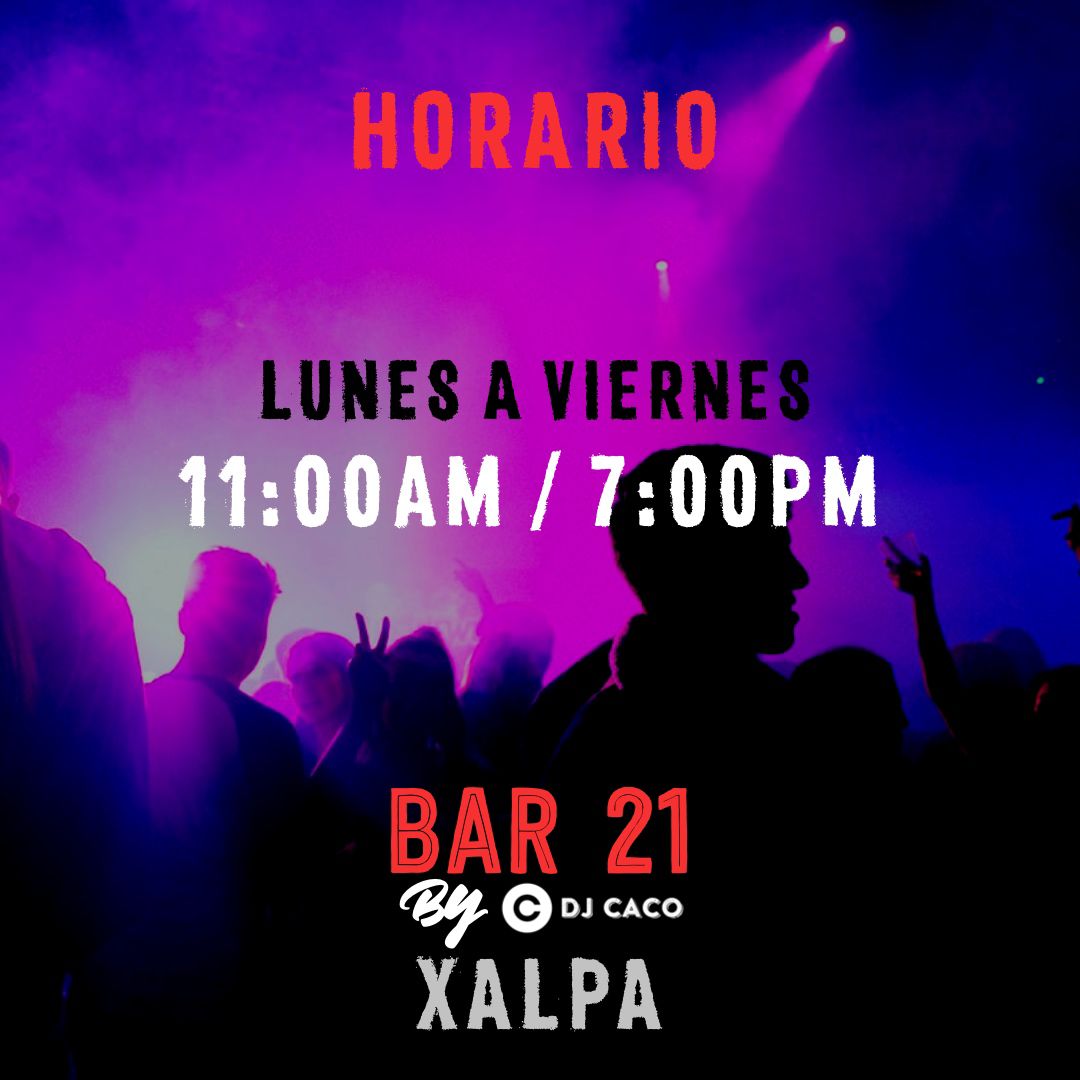 HORARIO
LUNES A VIERNES
11:00AM / 7:00PM
BAR 21
By C DJ CACO
XALPA